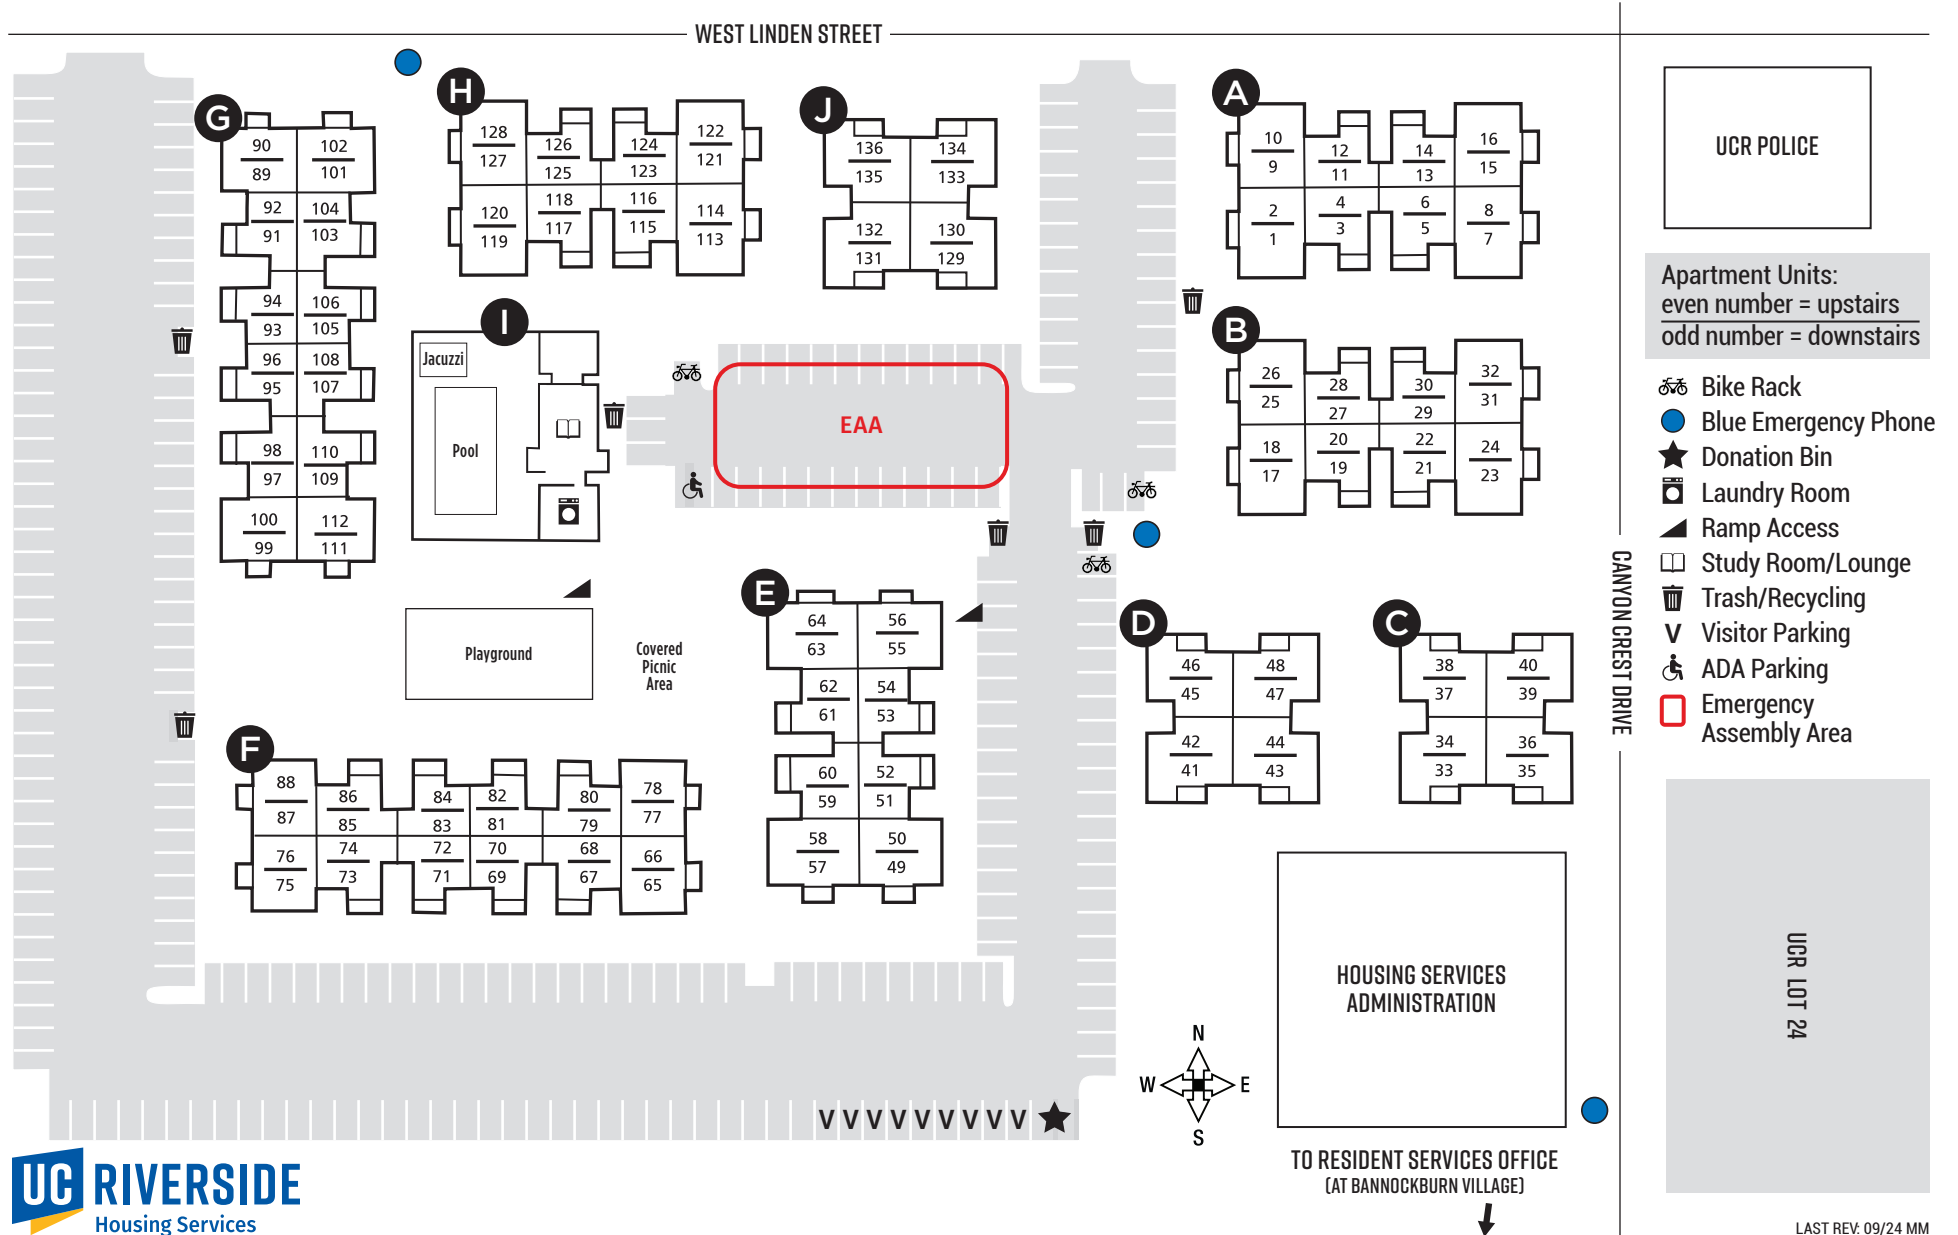 WEST LINDEN STREET
G
90
89
102
101
92
91
104
103
94
93
106
105
96
95
108
107
98
97
110
109
100
99
112
111
H
128
127
126
125
124
123
122
121
120
119
118
117
116
115
114
113
J
136
135
134
133
132
131
130
129
A
10
9
12
11
14
13
16
15
2
1
4
3
6
5
8
7
B
26
25
28
27
30
29
32
31
18
17
20
19
22
21
24
23
I
Jacuzzi
Pool
EAA
Playground
Covered
Picnic
Area
E
64
63
56
55
62
61
54
53
60
59
52
51
58
57
50
49
D
46
45
48
47
42
41
44
43
C
38
37
40
39
34
33
36
35
F
88
87
86
85
84
83
82
81
80
79
78
77
76
75
74
73
72
71
70
69
68
67
66
65
V V V V V V V V V
N
W E
S
HOUSING SERVICES
ADMINISTRATION
TO RESIDENT SERVICES OFFICE
(AT BANNOCKBURN VILLAGE)
CANYON CREST DRIVE
UCR POLICE
Apartment Units:
even number = upstairs
odd number = downstairs
Bike Rack
Blue Emergency Phone
Donation Bin
Laundry Room
Ramp Access
Study Room/Lounge
Trash/Recycling
V Visitor Parking
ADA Parking
Emergency
Assembly Area
UCR LOT 24
UC RIVERSIDE
Housing Services
LAST REV: 09/24 MM